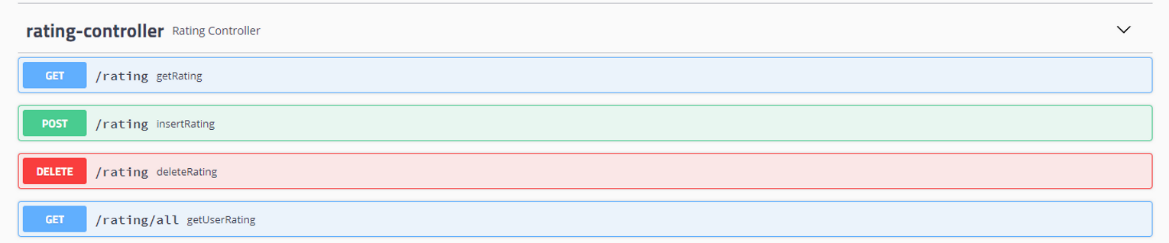 rating-controller Rating Controller
GET /rating getRating
POST /rating insertRating
DELETE /rating deleteRating
GET /rating/all getUserRating